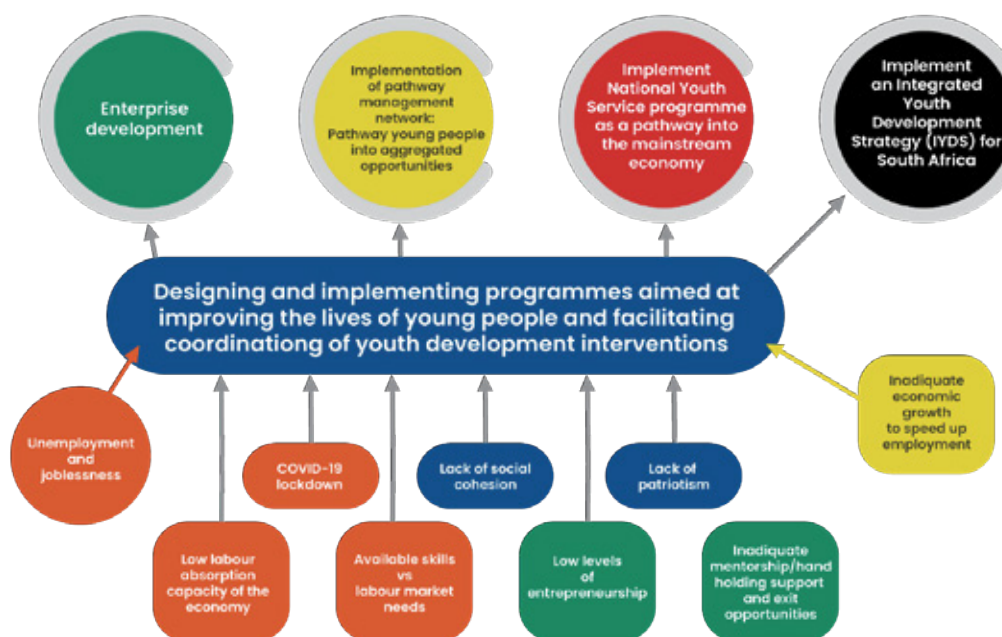 Enterprise
development
Implementation
of pathway
management
network:
Pathway young people
into aggregated
opportunities
Implement
National Youth
Service programme
as a pathway into
the mainstream
economy
Implement
an Integrated
Youth
Development
Strategy (IYDS) for
South Africa
Designing and implementing programmes aimed at
improving the lives of young people and facilitating
coordinationg of youth development interventions
Unemployment
and
joblessness
COVID-19
lockdown
Lack of social
cohesion
Lack of
patriotism
Inadiquate
economic
growth
to speed up
employment
Low labour
absorption
capacity of the
economy
Available skills
vs
labour market
needs
Low levels
of
entrepreneurship
Inadiquate
mentorship/hand
holding support
and exit
opportunities